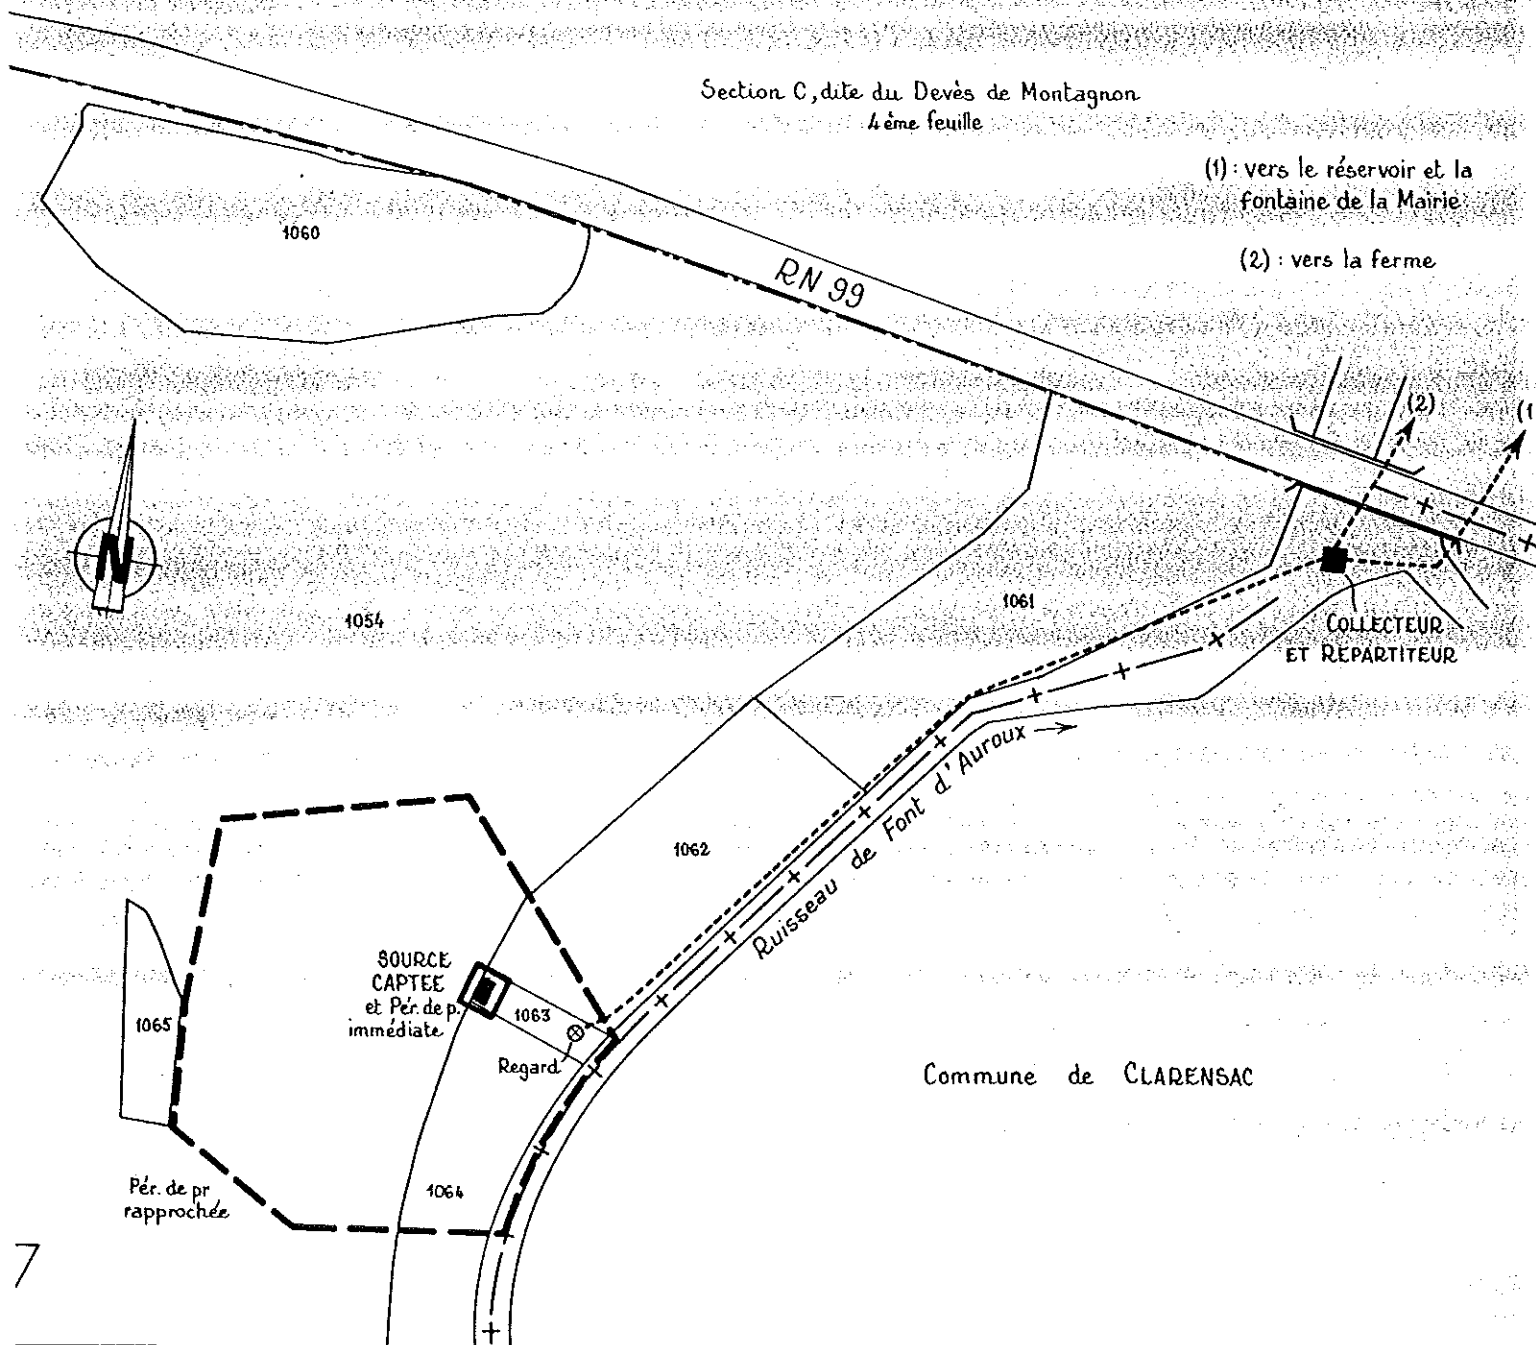 Section C, dite du Devès de Montagnon
4ème feuille
(1) : vers le réservoir et la
fontaine de la Mairie
(2) : vers la ferme
1060
RN 99
(2)
(1
N
1054
1061
COLLECTEUR
ET REPARTITEUR
Ruisseau de Font d'Auroux
1062
SOURCE
CAPTEE
et Pér. de p.
immédiate
1063
1065
Regard
Commune de CLARENSAC
Pér. de pr
rapprochée
1064
7